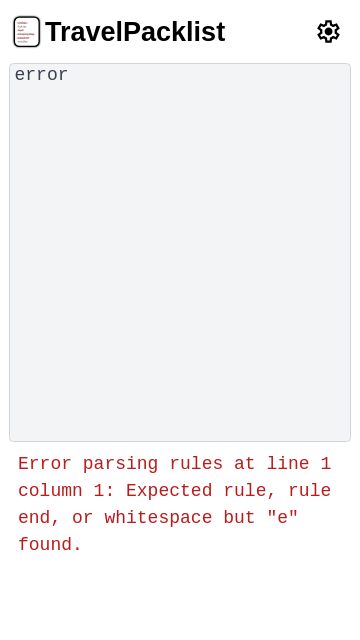 TravelPacklist
error
Error parsing rules at line 1
column 1: Expected rule, rule
end, or whitespace but "e"
found.